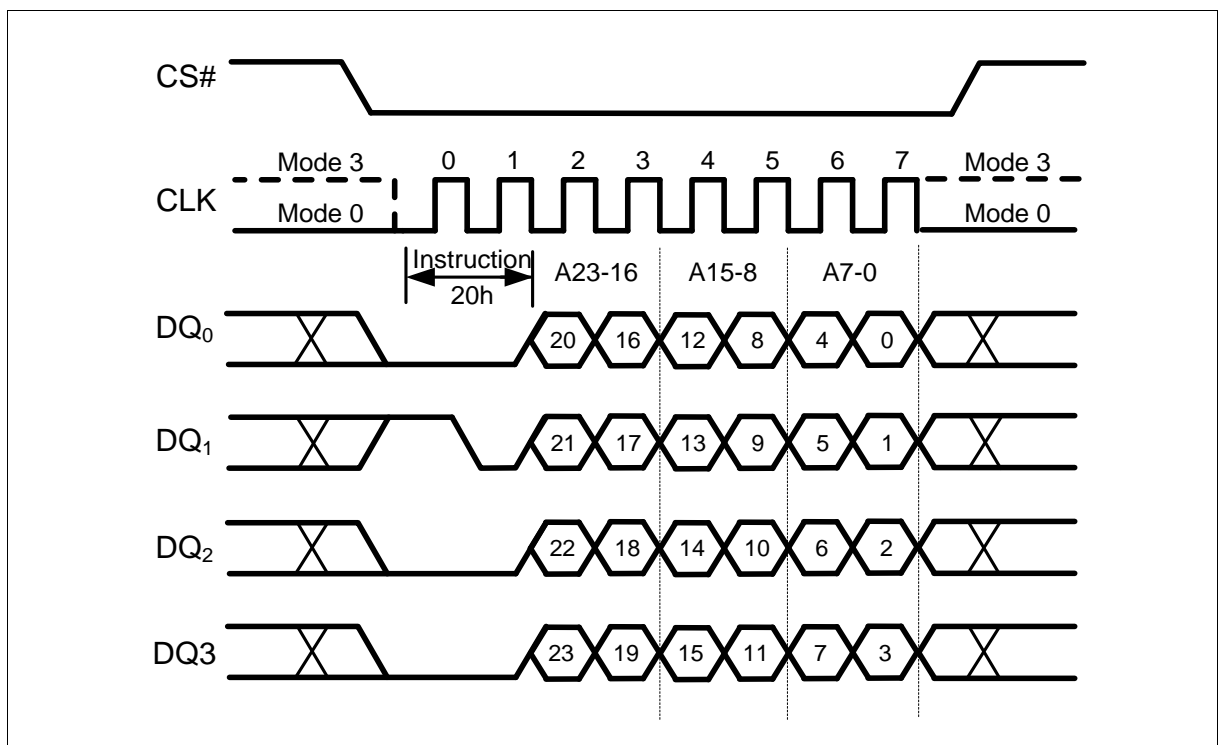 CS#
Mode 3 0 1 2 3 4 5 6 7 Mode 3
CLK
Mode 0 Mode 0
Instruction A23-16 A15-8 A7-0
20h
DQ0 20 16 12 8 4 0
DQ1 21 17 13 9 5 1
DQ2 22 18 14 10 6 2
DQ3 23 19 15 11 7 3